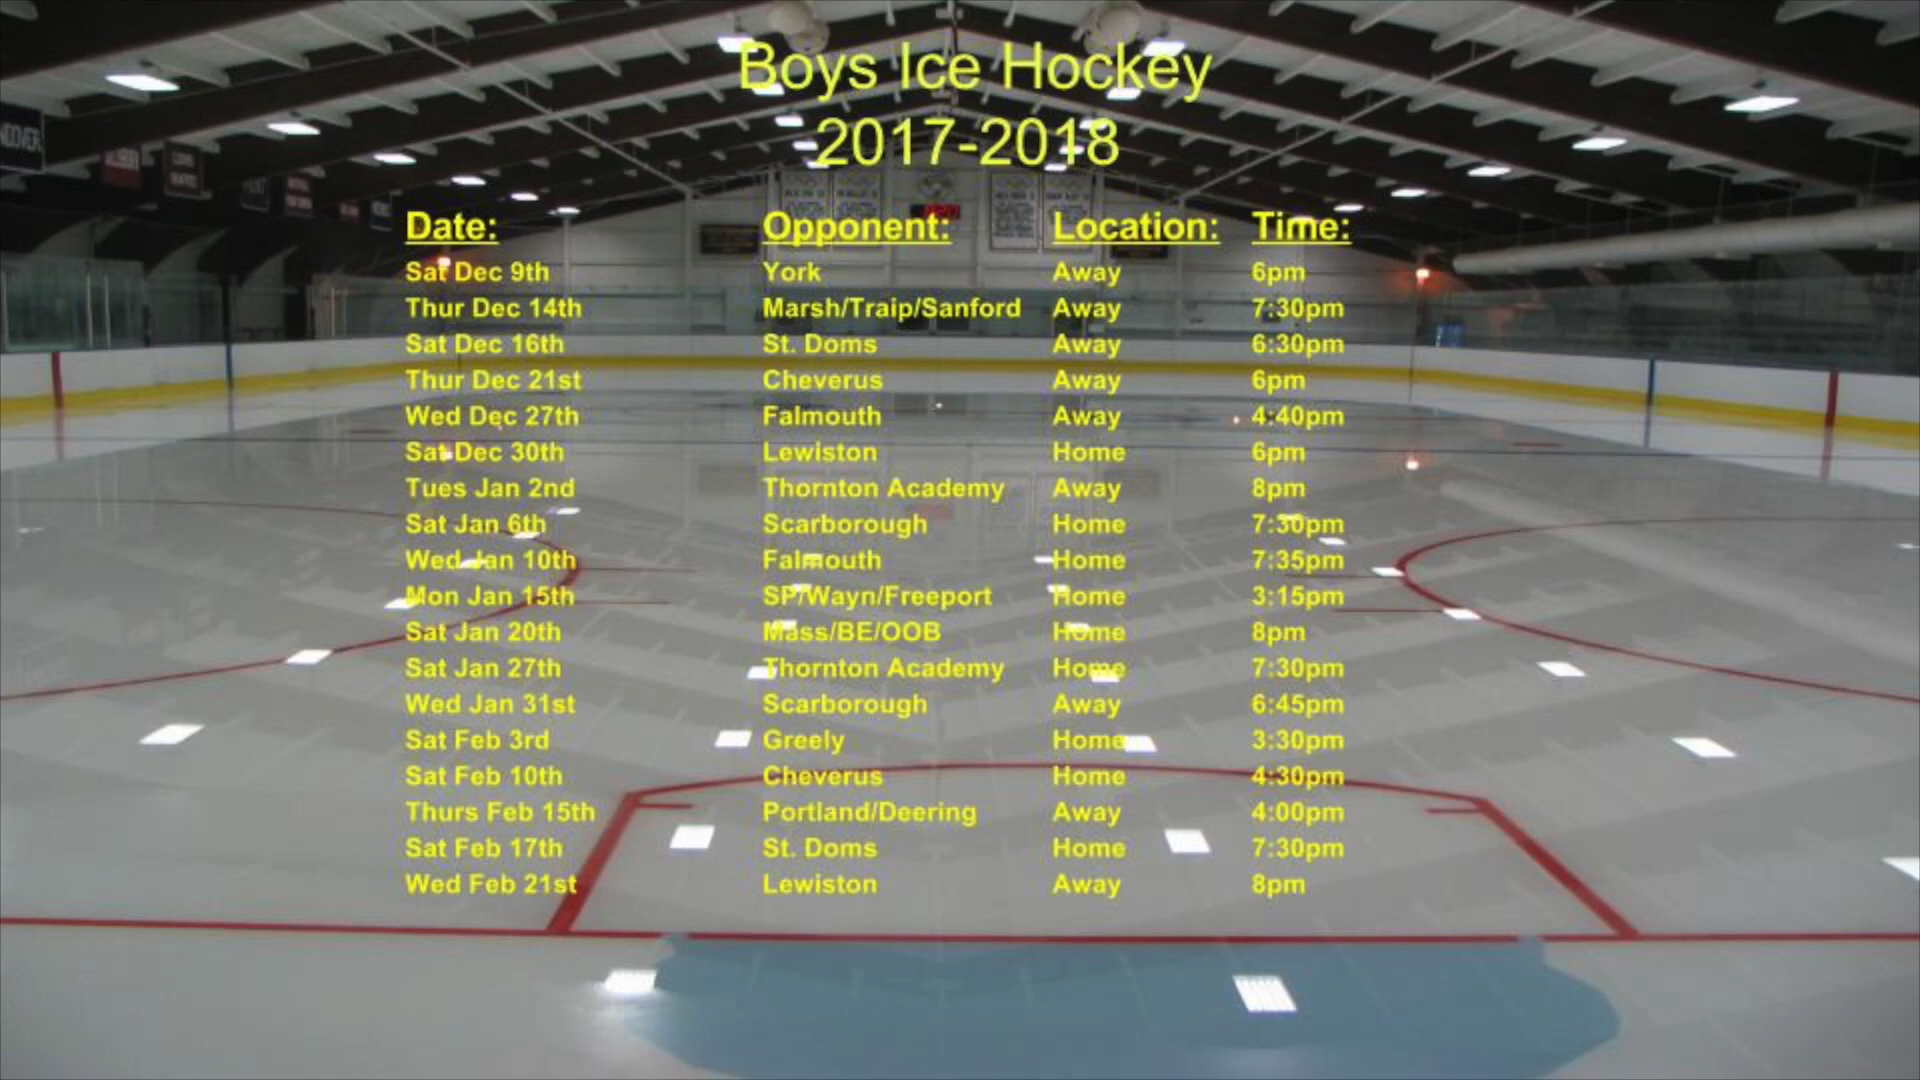 Boys Ice Hockey
2017-2018
Date: Opponent: Location: Time:
Sat Dec 9th York Away 6pm
Thur Dec 14th Marsh/Traip/Sanford Away 7:30pm
Sat Dec 16th St. Doms Away 6:30pm
Thur Dec 21st Cheverus Away 6pm
Wed Dec 27th Falmouth Away 4:40pm
Sat Dec 30th Lewiston Home 6pm
Tues Jan 2nd Thornton Academy Away 8pm
Sat Jan 6th Scarborough Home 7:30pm
Wed Jan 10th Falmouth Home 7:35pm
Mon Jan 15th SP/Wayn/Freeport Home 3:15pm
Sat Jan 20th Mass/BE/OOB Home 8pm
Sat Jan 27th Thornton Academy Home 7:30pm
Wed Jan 31st Scarborough Away 6:45pm
Sat Feb 3rd Greely Home 3:30pm
Sat Feb 10th Cheverus Home 4:30pm
Thurs Feb 15th Portland/Deering Away 4:00pm
Sat Feb 17th St. Doms Home 7:30pm
Wed Feb 21st Lewiston Away 8pm